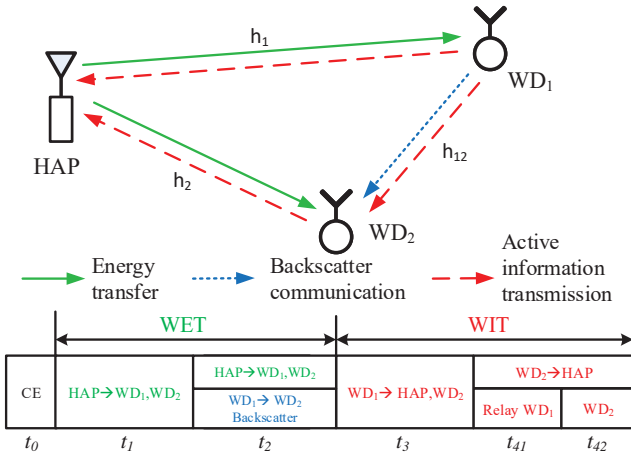 h1
WD1
HAP
h12
h2
WD2
Energy
transfer
Backscatter
communication
Active
information
transmission
WET
WIT
CE
HAP→WD1,WD2
HAP→WD1,WD2
WD1→ WD2
Backscatter
WD1→ HAP,WD2
WD2→HAP
Relay WD1
WD2
t0
t1
t2
t3
t41
t42